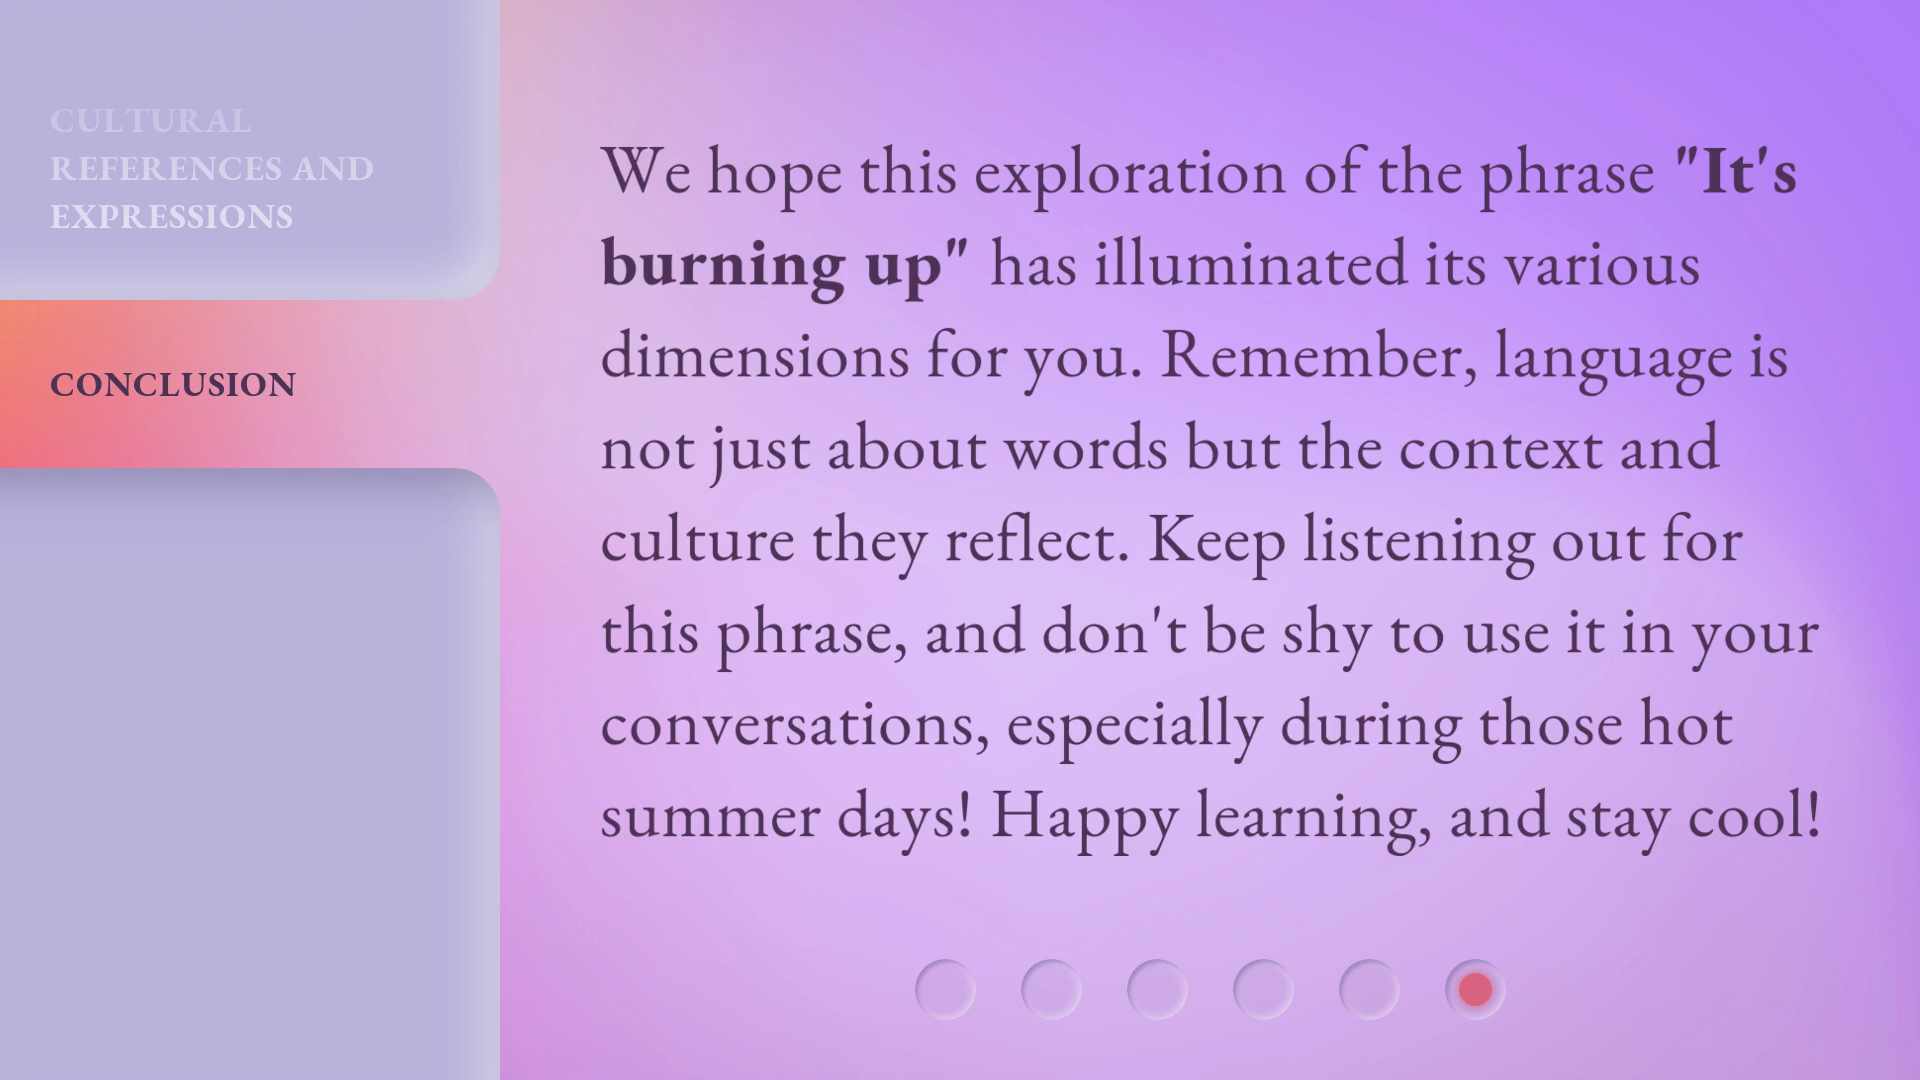 CULTURAL
REFERENCES AND
EXPRESSIONS
CONCLUSION
We hope this exploration of the phrase "It's
burning up" has illuminated its various
dimensions for you. Remember, language is
not just about words but the context and
culture they reflect. Keep listening out for
this phrase, and don't be shy to use it in your
conversations, especially during those hot
summer days! Happy learning, and stay cool!